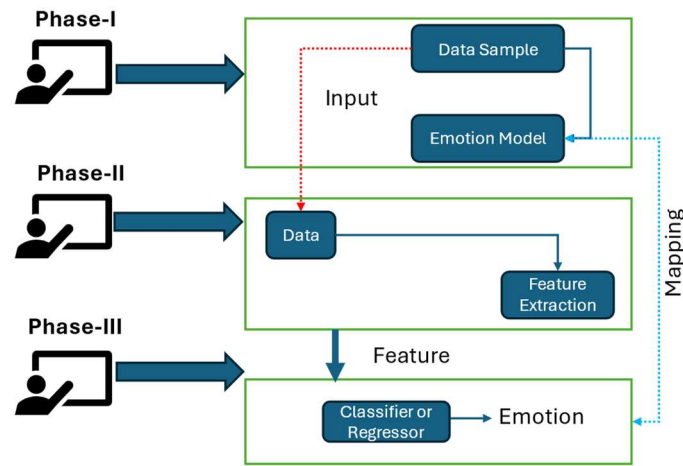 Phase-I
Data Sample
Input
Emotion Model
Phase-II
Data
Feature
Extraction
Mapping
Phase-III
Feature
Classifier or
Regressor
Emotion